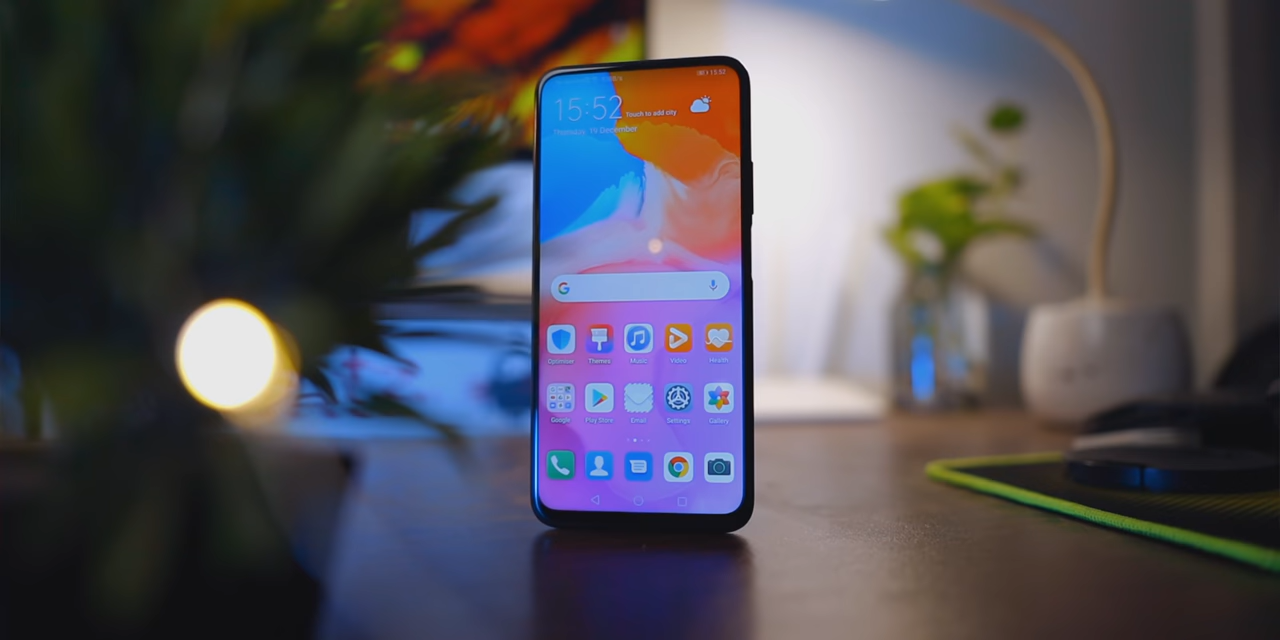 15:52
15:52 Touch to add city
Thursday, 19 December
Optimiser Themes Music Video Health
Google Play Store Email Settings Gallery